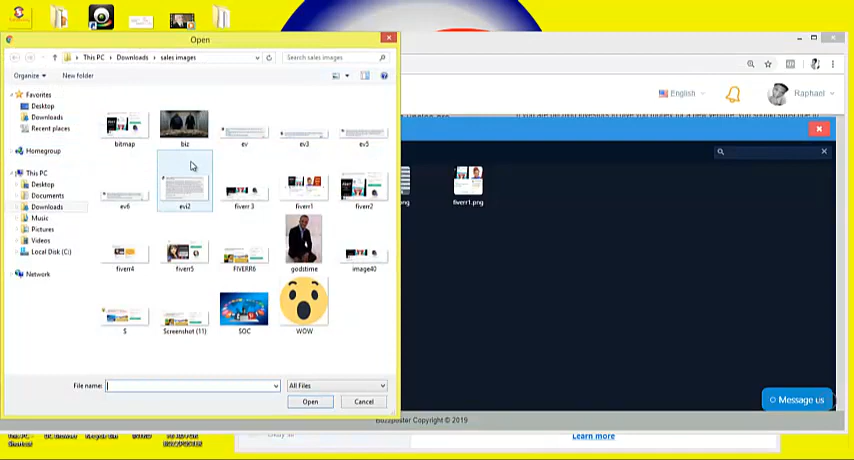 Open
This PC > Downloads > sales images
Search sales images
Organize
New folder
Favorites
Desktop
Downloads
Recent places
Homegroup
This PC
Desktop
Documents
Downloads
Music
Pictures
Videos
Local Disk (C:)
Network
bitmap
biz
ev
ev3
ev5
ev6
evi2
fiverr 3
fiverr1
fiverr2
fiverr4
fiverr5
FIVERR6
godstime
image40
S
Screenshot (11)
SOC
WOW
File name:
All Files
Open
Cancel
English
Raphael
fiverr1.png
Message us
Buzzposter Copyright © 2019
Learn more